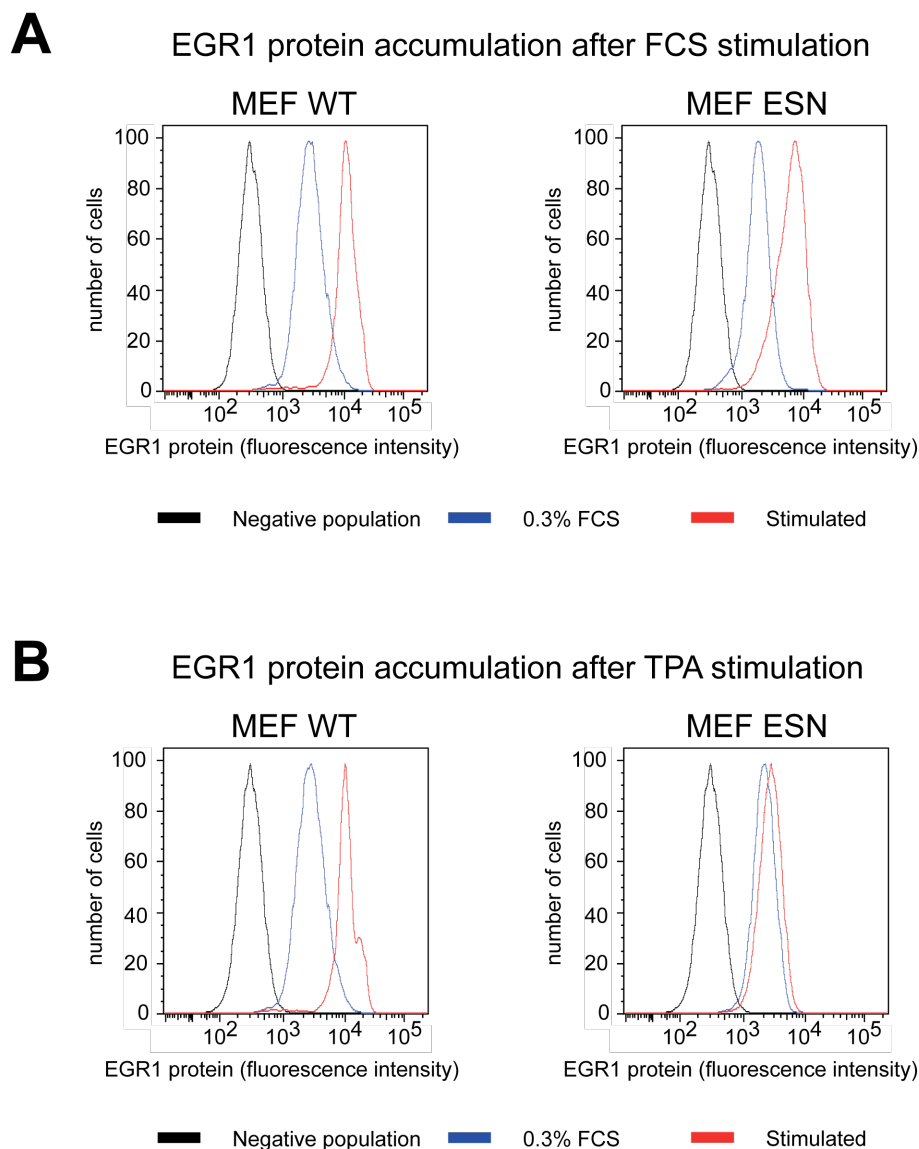 A
EGR1 protein accumulation after FCS stimulation
MEF WT
MEF ESN
100
80
60
40
20
0
number of cells
10²
10³
10⁴
10⁵
EGR1 protein (fluorescence intensity)
100
80
60
40
20
0
number of cells
10²
10³
10⁴
10⁵
EGR1 protein (fluorescence intensity)
Negative population
0.3% FCS
Stimulated
B
EGR1 protein accumulation after TPA stimulation
MEF WT
MEF ESN
100
80
60
40
20
0
number of cells
10²
10³
10⁴
10⁵
EGR1 protein (fluorescence intensity)
100
80
60
40
20
0
number of cells
10²
10³
10⁴
10⁵
EGR1 protein (fluorescence intensity)
Negative population
0.3% FCS
Stimulated